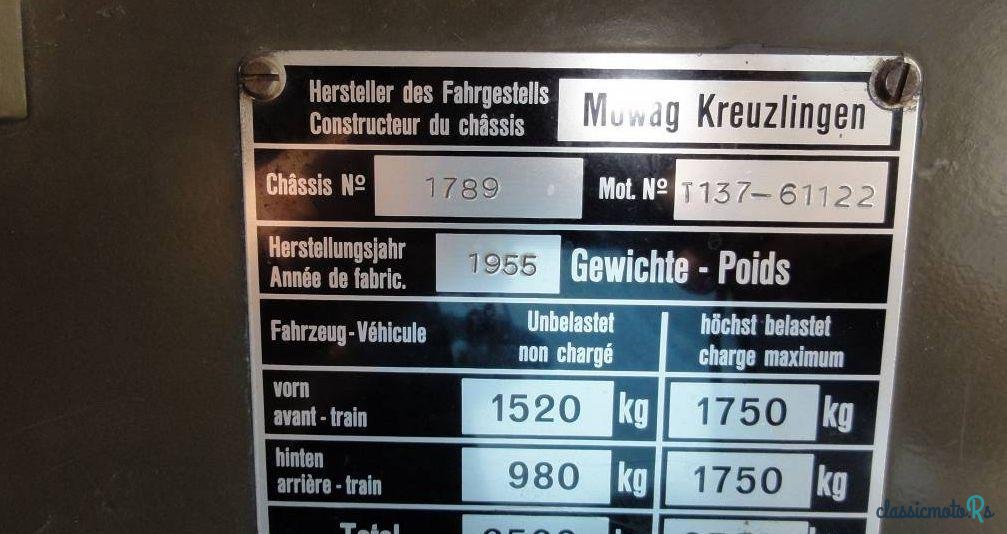 Hersteller des Fahrgestells
Constructeur du châssis
Mowag Kreuzlingen
Châssis Nº 1789 Mot. Nº T137-61122
Herstellungsjahr
Année de fabric.
1955 Gewichte - Poids
Fahrzeug - Véhicule
Unbelastet
non chargé
höchst belastet
charge maximum
vorn
avant - train
1520 kg 1750 kg
hinten
arrière - train
980 kg 1750 kg
Total
classicmotoRs